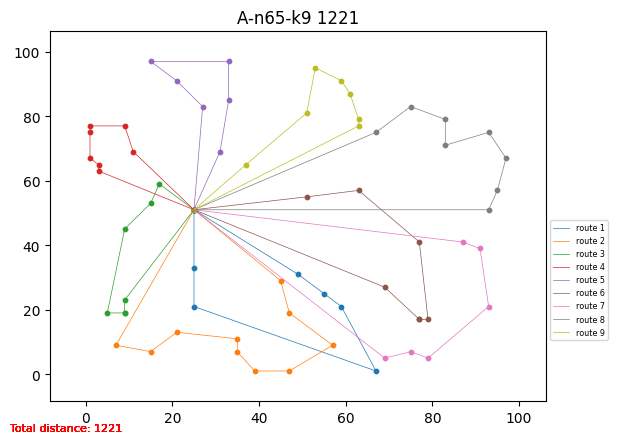 A-n65-k9 1221
100
80
60
40
20
0
0 20 40 60 80 100
route 1
route 2
route 3
route 4
route 5
route 6
route 7
route 8
route 9
Total distance: 1221